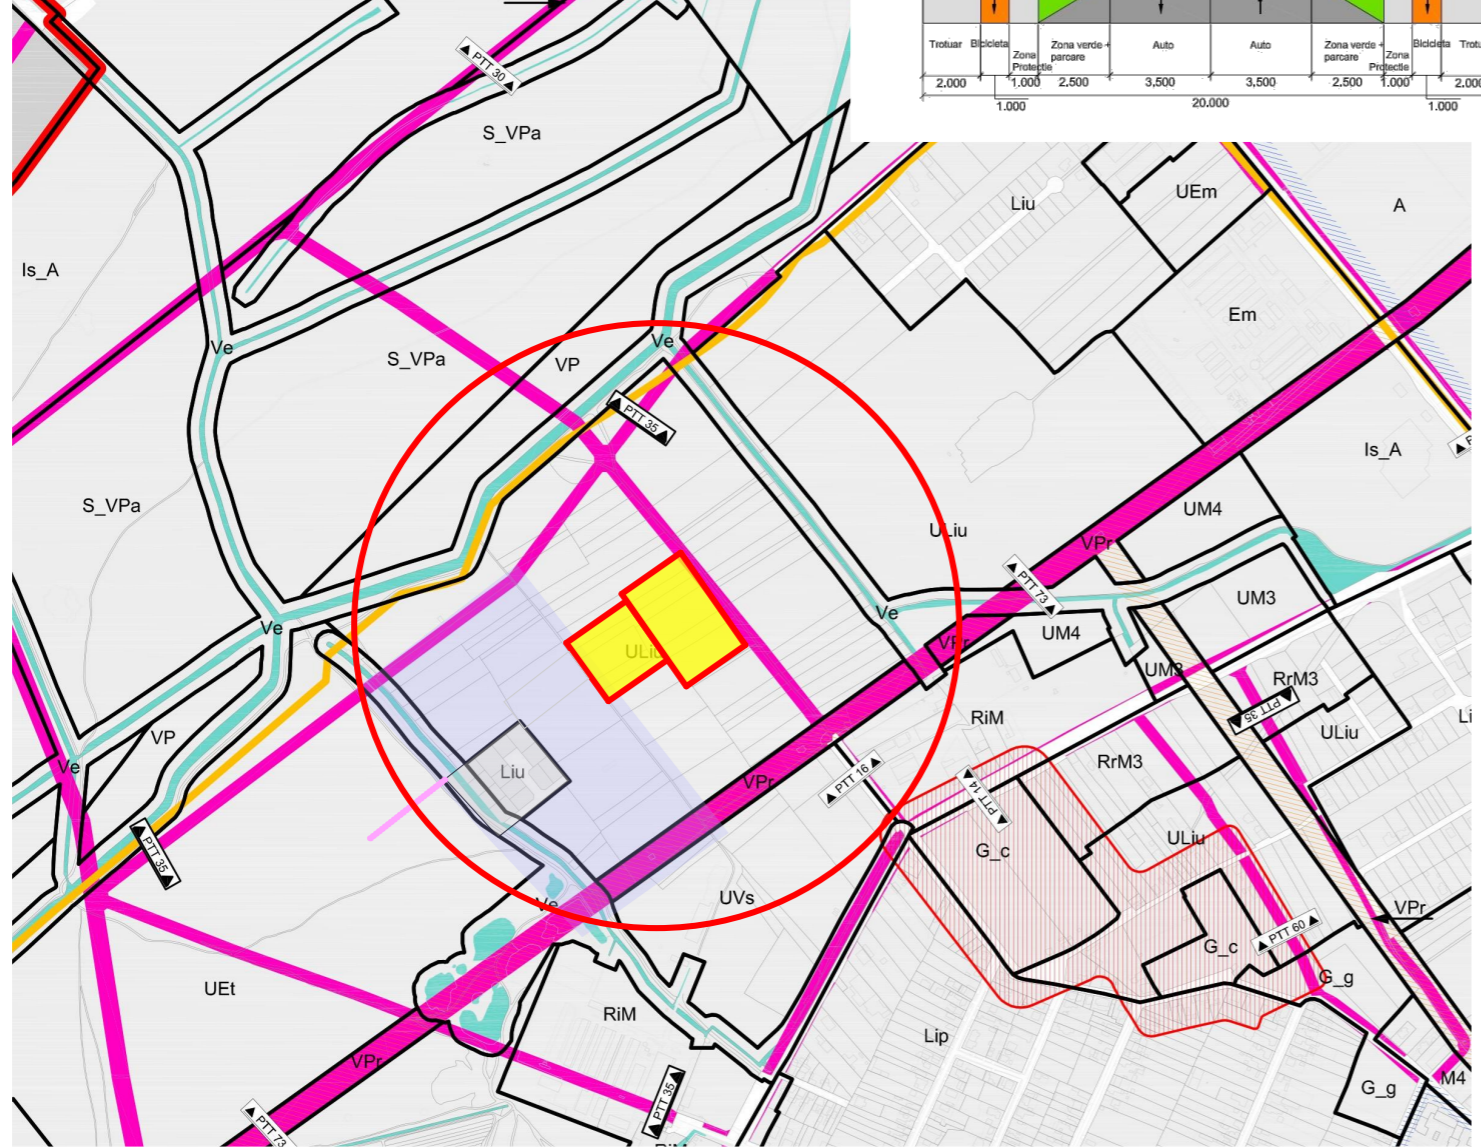 Trotuar Bicicleta Zona Protectie Zona verde + parcare Auto Auto Zona verde + parcare Zona Protectie Bicicleta
2.000 1.000 2.500 3.500 3.500 2.500 1.000
1.000 20.000 1.000
PTT 30
S_VPa
Liu
UEm
A
Is_A
Em
Ve
S_VPa
VP
Ve
PTT 35
Is_A
S_VPa
UM4
ULiu
VPr
PTT 73
Ve
UM3
Ve
UM4
VPr
ULiu
UM3
RrM3
PTT 35
RiM
ULiu
VP
Ve
RrM3
Liu
VPr
PTT 16
PTT 14
PTT 35
G_c
ULiu
Ve
UVs
VPr
PTT 60
G_c
G_g
UEt
RiM
Lip
VPr
M4
G_g
PTT 35
PTT 73
RiM